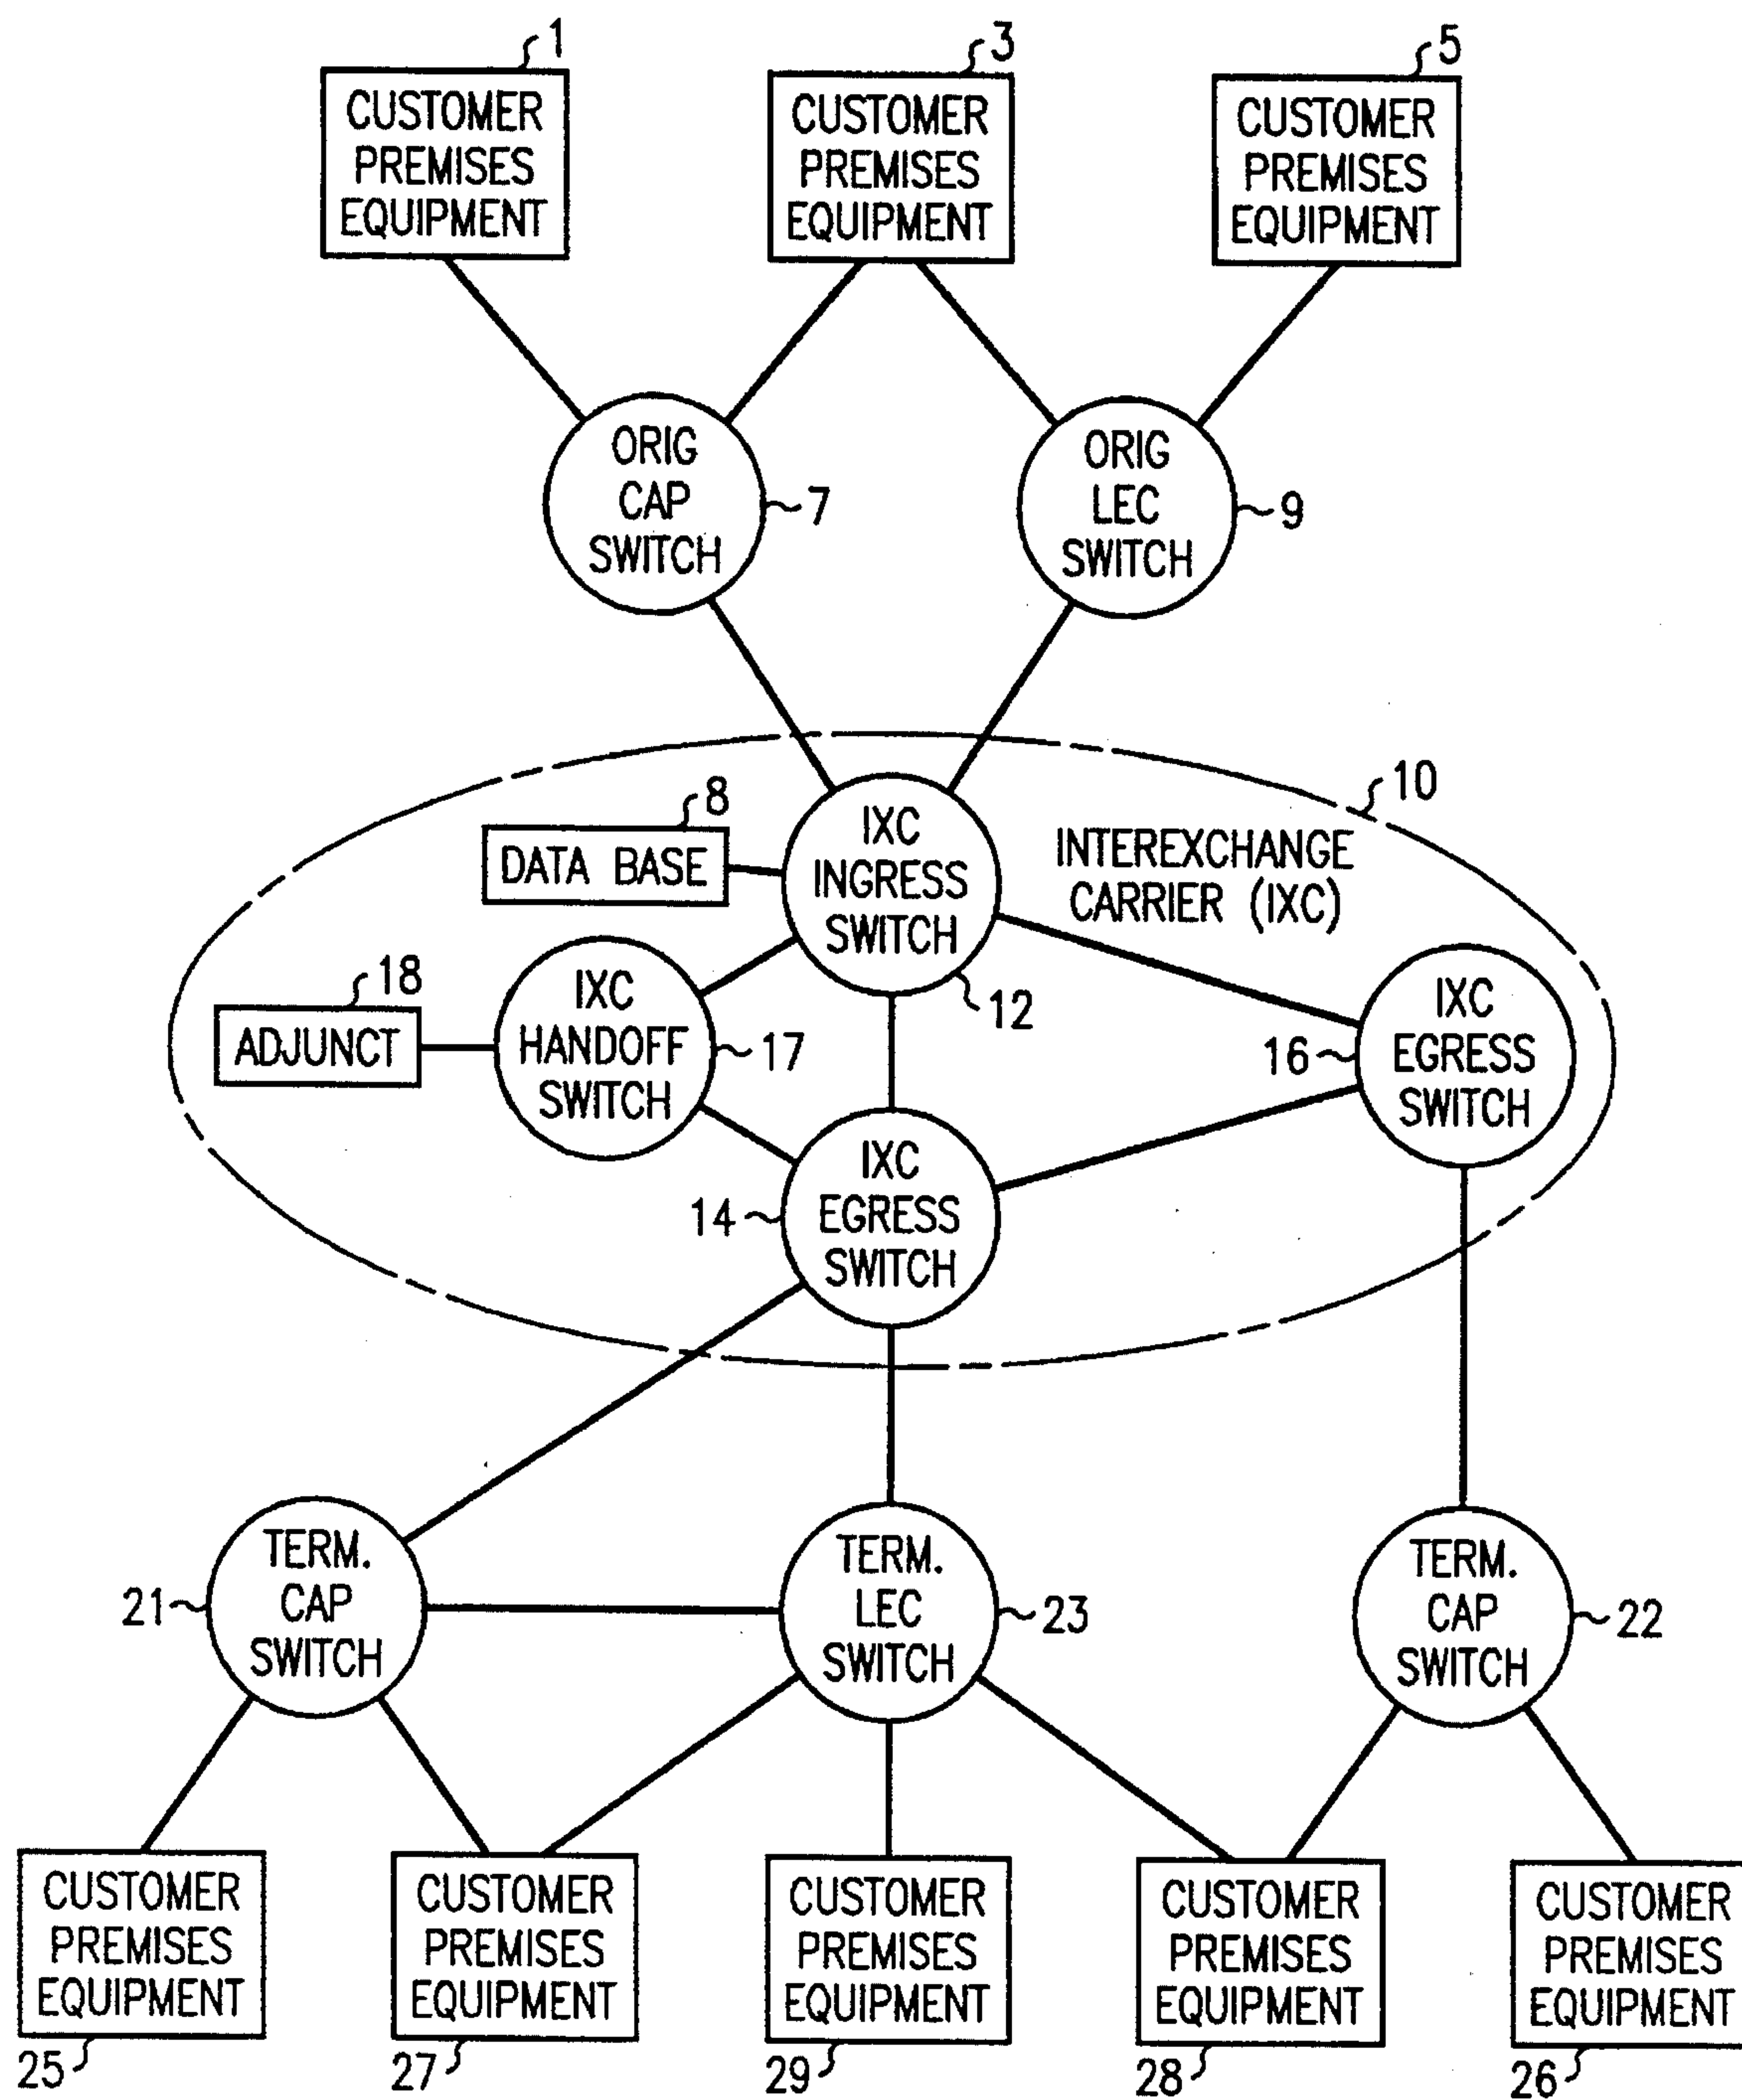 1
3
5
CUSTOMER
PREMISES
EQUIPMENT
CUSTOMER
PREMISES
EQUIPMENT
CUSTOMER
PREMISES
EQUIPMENT
ORIG
CAP
SWITCH
7
ORIG
LEC
SWITCH
9
10
8
DATA BASE
IXC
INGRESS
SWITCH
12
INTEREXCHANGE
CARRIER (IXC)
18
ADJUNCT
IXC
HANDOFF
SWITCH
17
16
IXC
EGRESS
SWITCH
14
IXC
EGRESS
SWITCH
21
TERM.
CAP
SWITCH
TERM.
LEC
SWITCH
23
TERM.
CAP
SWITCH
22
CUSTOMER
PREMISES
EQUIPMENT
25
CUSTOMER
PREMISES
EQUIPMENT
27
CUSTOMER
PREMISES
EQUIPMENT
29
CUSTOMER
PREMISES
EQUIPMENT
28
CUSTOMER
PREMISES
EQUIPMENT
26